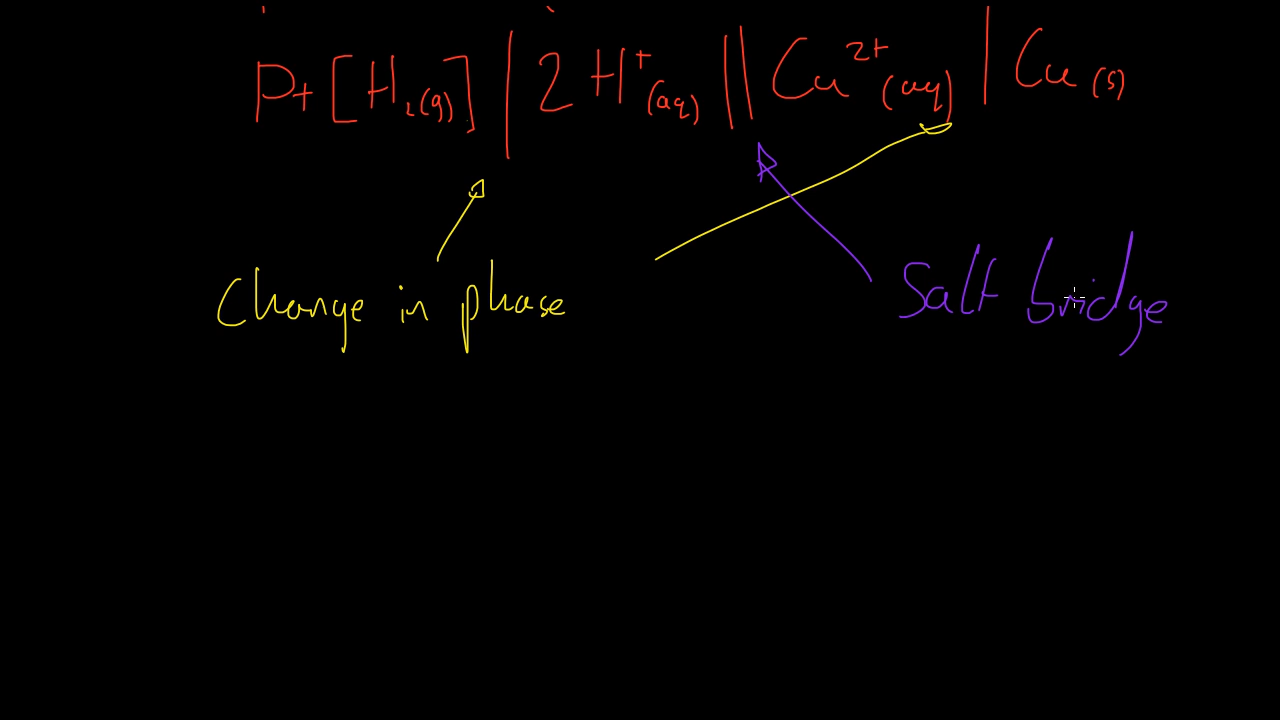 Pt [H₂(g)] | 2H⁺(aq) || Cu²⁺(aq) | Cu(s)
Change in phase
Salt bridge